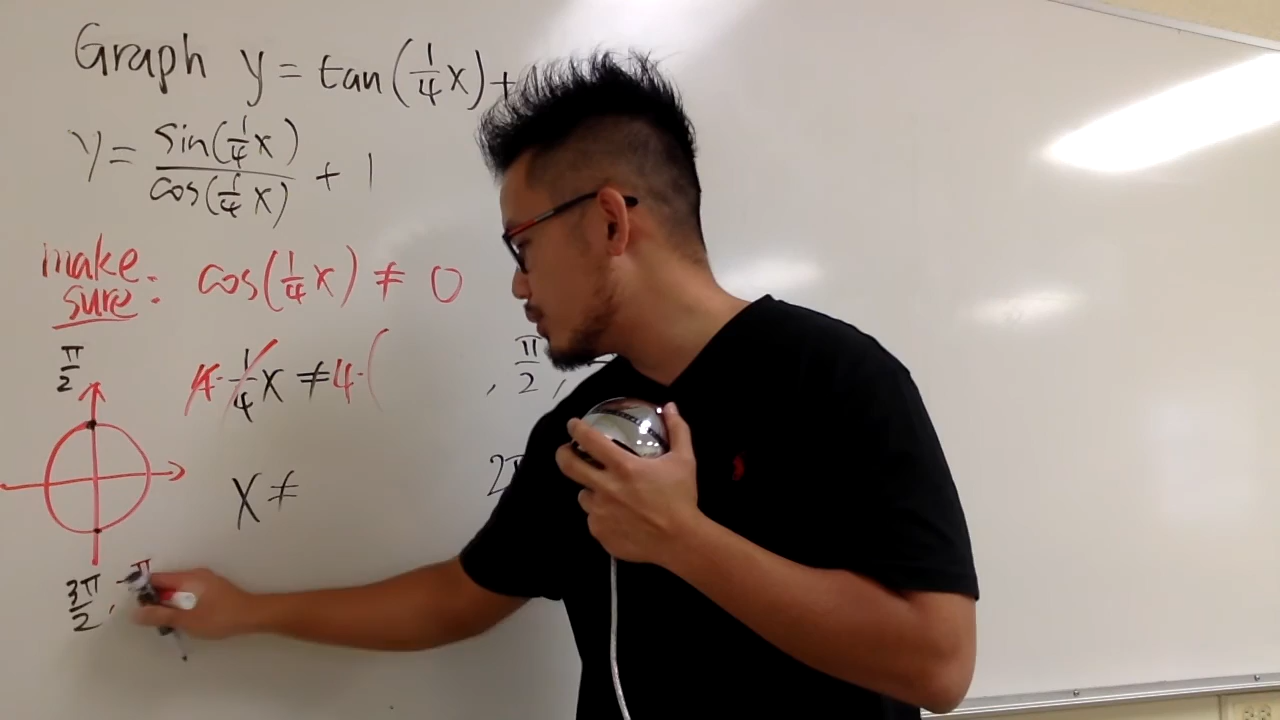 Graph y = tan(1/4 x) +
y = sin(1/4 x)/cos(1/4 x) + 1
make sure: cos(1/4 x) ≠ 0
π/2
4· 1/4 x ≠ 4·( , π/2 ,
x ≠ 2π
3π/2 , -π